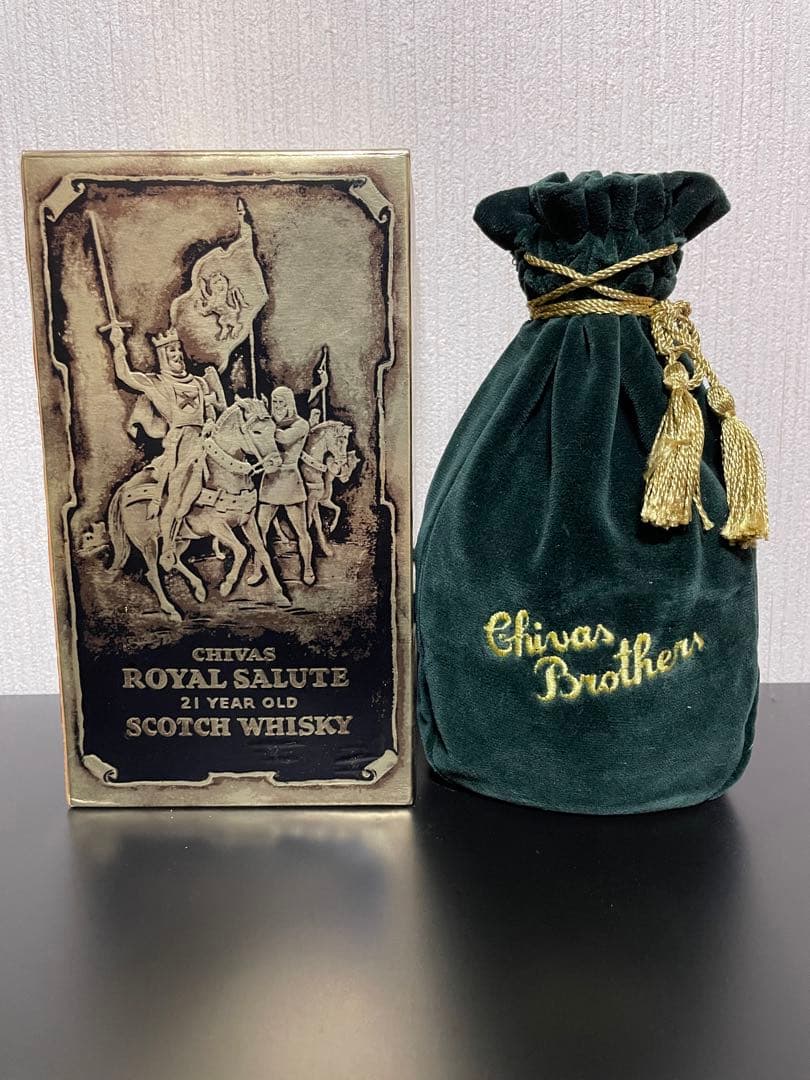 CHIVAS
ROYAL SALUTE
21 YEAR OLD
SCOTCH WHISKY
Chivas
Brothers